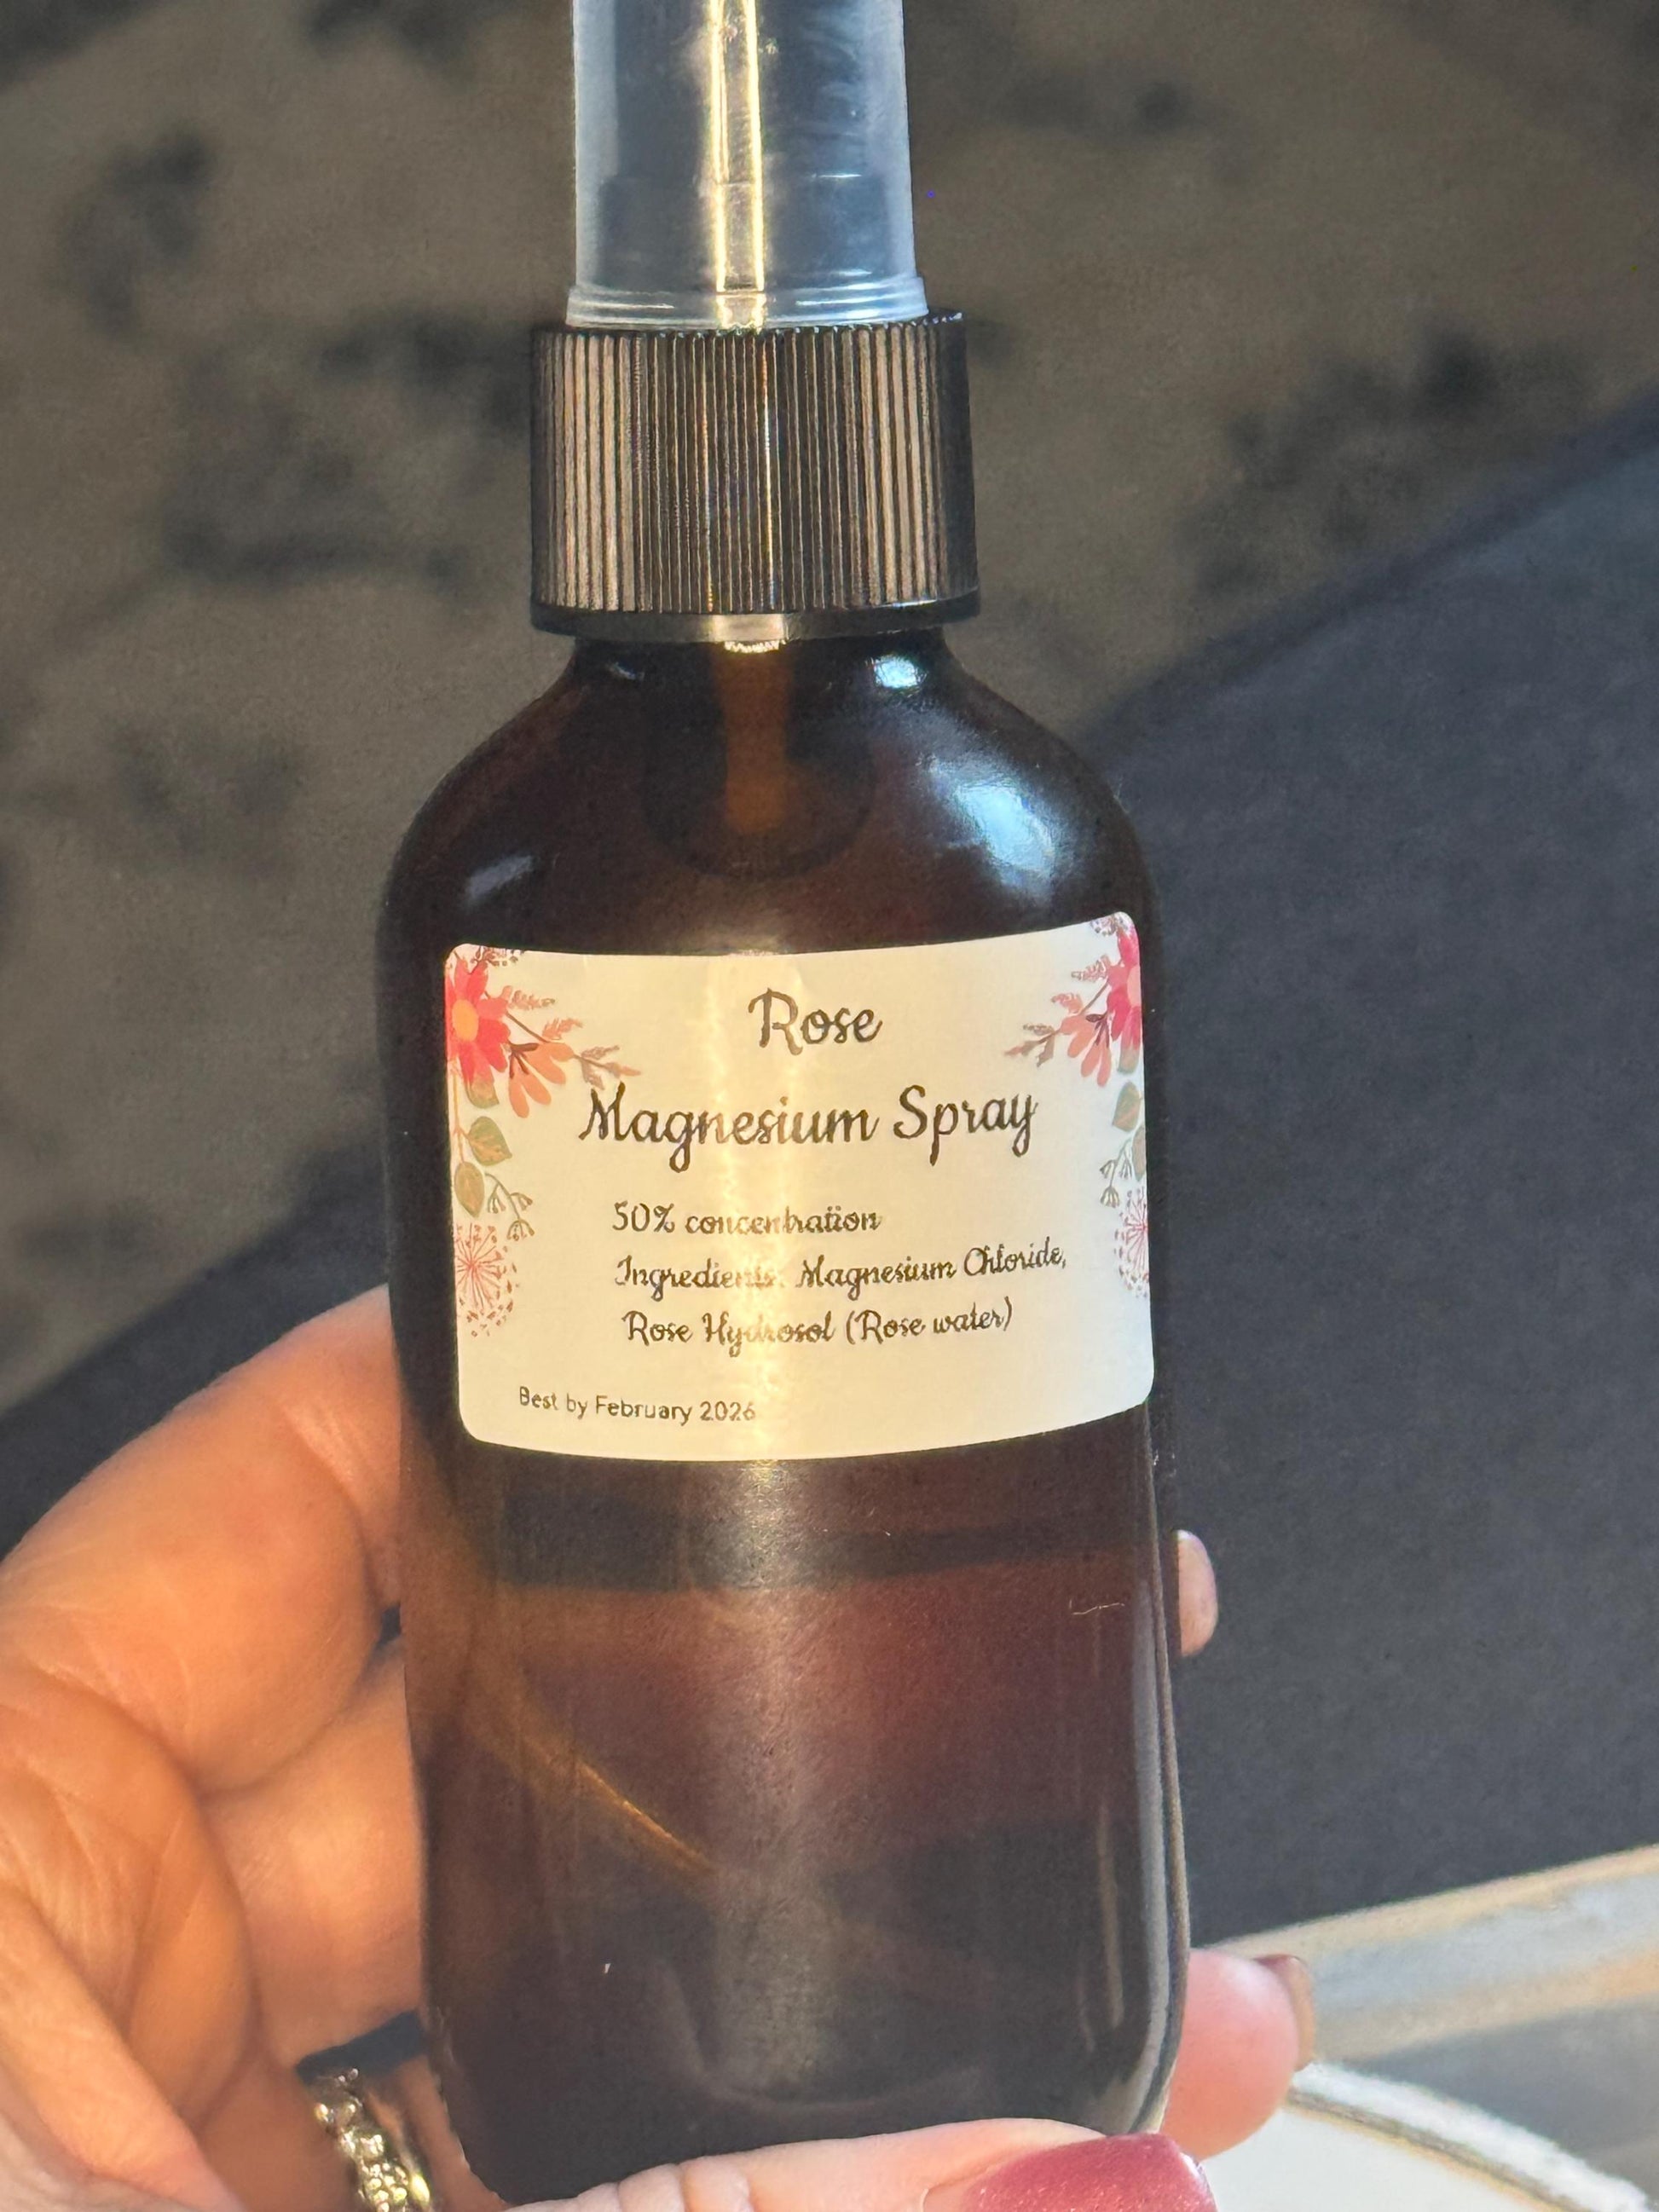 Rose
Magnesium Spray
50% concentration
Ingredients: Magnesium Chloride,
Rose Hydrosol (Rose water)
Best by February 2026